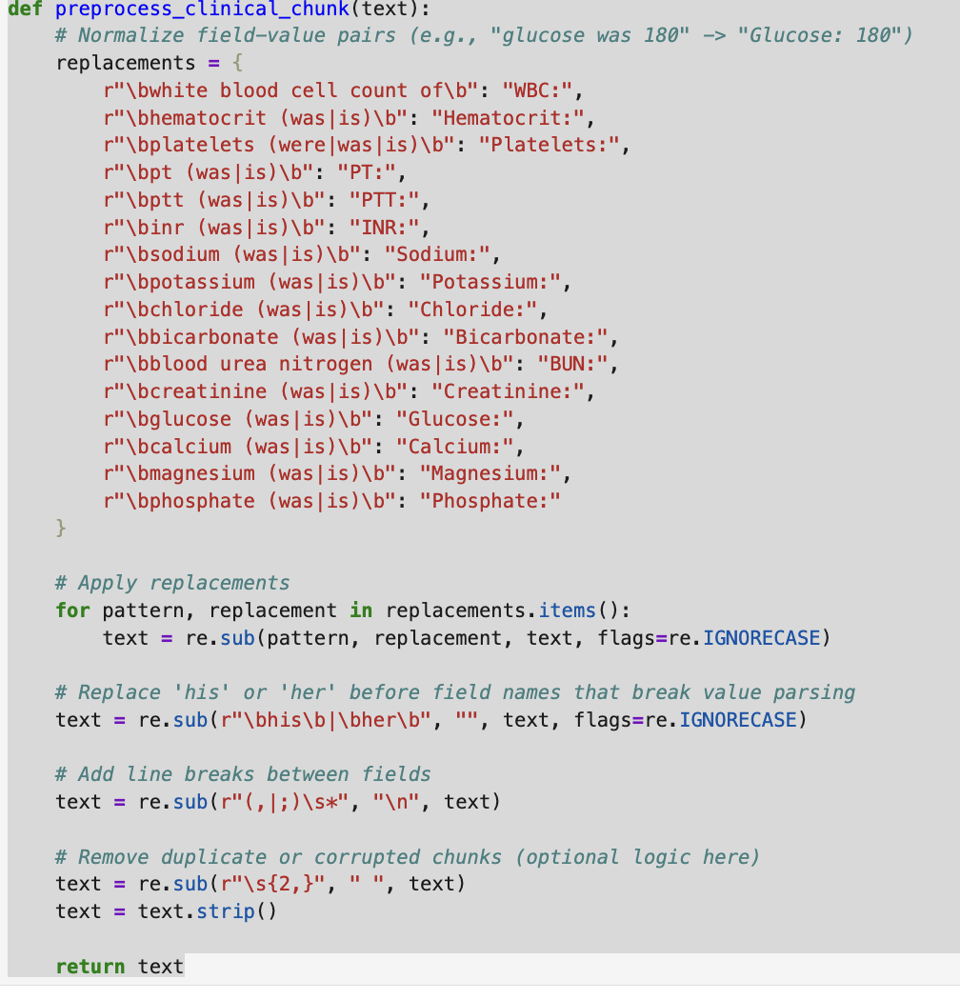 def preprocess_clinical_chunk(text):
    # Normalize field-value pairs (e.g., "glucose was 180" -> "Glucose: 180")
    replacements = {
        r"\bwhite blood cell count of\b": "WBC:",
        r"\bhematocrit (was|is)\b": "Hematocrit:",
        r"\bplatelets (were|was|is)\b": "Platelets:",
        r"\bpt (was|is)\b": "PT:",
        r"\bptt (was|is)\b": "PTT:",
        r"\binr (was|is)\b": "INR:",
        r"\bsodium (was|is)\b": "Sodium:",
        r"\bpotassium (was|is)\b": "Potassium:",
        r"\bchloride (was|is)\b": "Chloride:",
        r"\bbicarbonate (was|is)\b": "Bicarbonate:",
        r"\bblood urea nitrogen (was|is)\b": "BUN:",
        r"\bcreatinine (was|is)\b": "Creatinine:",
        r"\bglucose (was|is)\b": "Glucose:",
        r"\bcalcium (was|is)\b": "Calcium:",
        r"\bmagnesium (was|is)\b": "Magnesium:",
        r"\bphosphate (was|is)\b": "Phosphate:"
    }

    # Apply replacements
    for pattern, replacement in replacements.items():
        text = re.sub(pattern, replacement, text, flags=re.IGNORECASE)

    # Replace 'his' or 'her' before field names that break value parsing
    text = re.sub(r"\bhis\b|\bher\b", "", text, flags=re.IGNORECASE)

    # Add line breaks between fields
    text = re.sub(r"(,|;)\s*", "\n", text)

    # Remove duplicate or corrupted chunks (optional logic here)
    text = re.sub(r"\s{2,}", " ", text)
    text = text.strip()

    return text